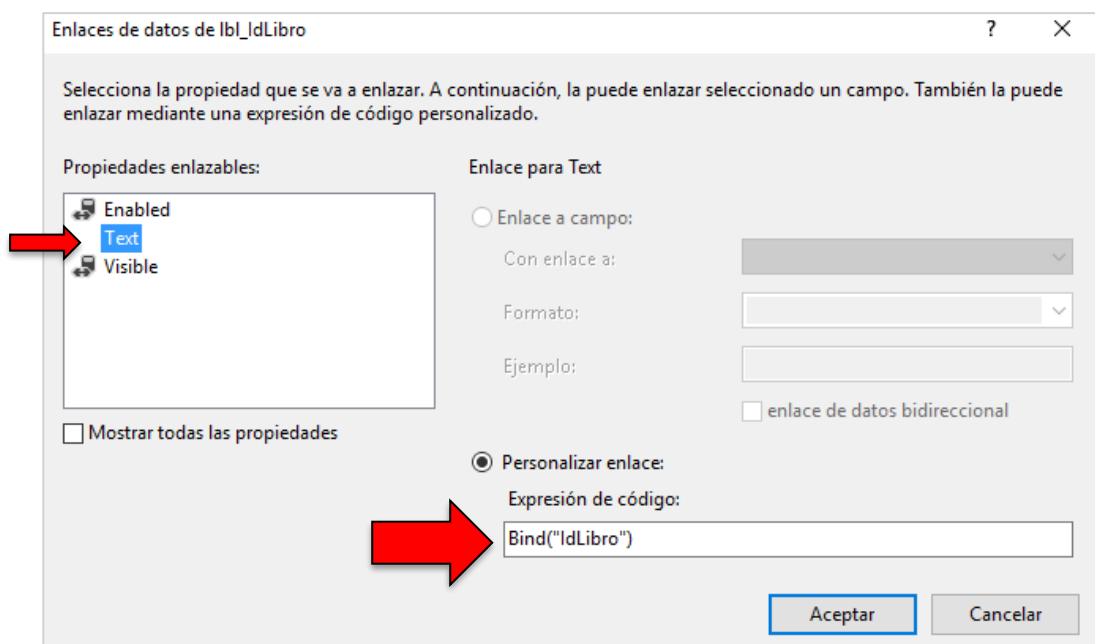 Enlaces de datos de lbl_IdLibro
?
Selecciona la propiedad que se va a enlazar. A continuación, la puede enlazar seleccionado un campo. También la puede
enlazar mediante una expresión de código personalizado.
Propiedades enlazables:
Enabled
Text
Visible
Mostrar todas las propiedades
Enlace para Text
Enlace a campo:
Con enlace a:
Formato:
Ejemplo:
enlace de datos bidireccional
Personalizar enlace:
Expresión de código:
Bind("IdLibro")
Aceptar
Cancelar